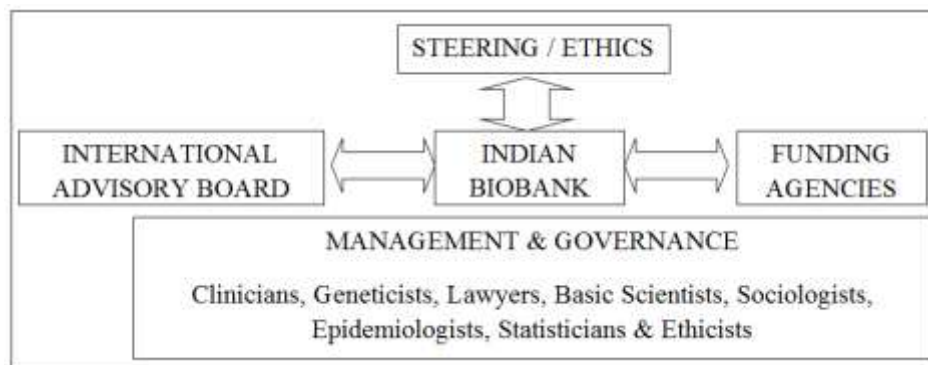 STEERING / ETHICS
INTERNATIONAL
ADVISORY BOARD
INDIAN
BIOBANK
FUNDING
AGENCIES
MANAGEMENT & GOVERNANCE
Clinicians, Geneticists, Lawyers, Basic Scientists, Sociologists,
Epidemiologists, Statisticians & Ethicists